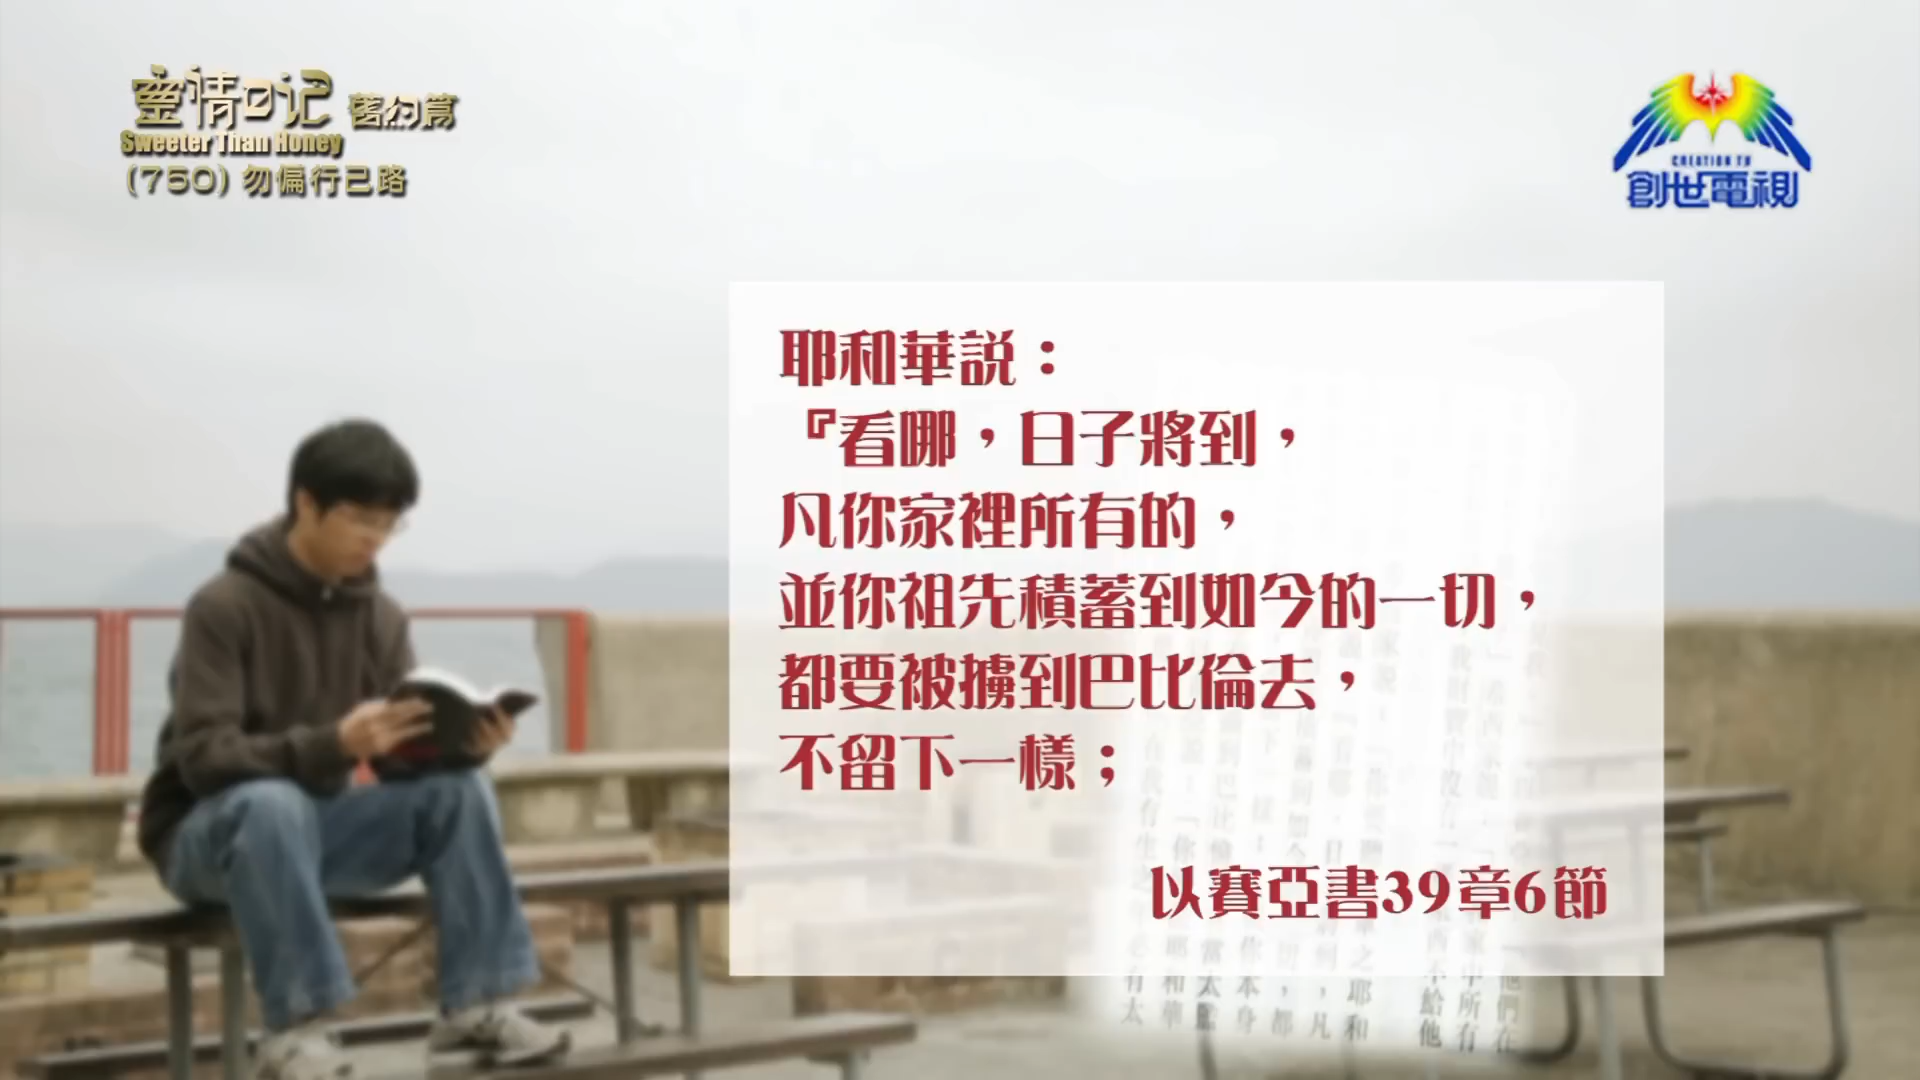 靈情日记 舊約篇
Sweeter Than Honey
(750) 勿偏行己路
CREATION TV
創世電視
耶和華説：
『看哪，日子將到，
凡你家裡所有的，
並你祖先積蓄到如今的一切，
都要被擄到巴比倫去，
不留下一樣；
以賽亞書39章6節